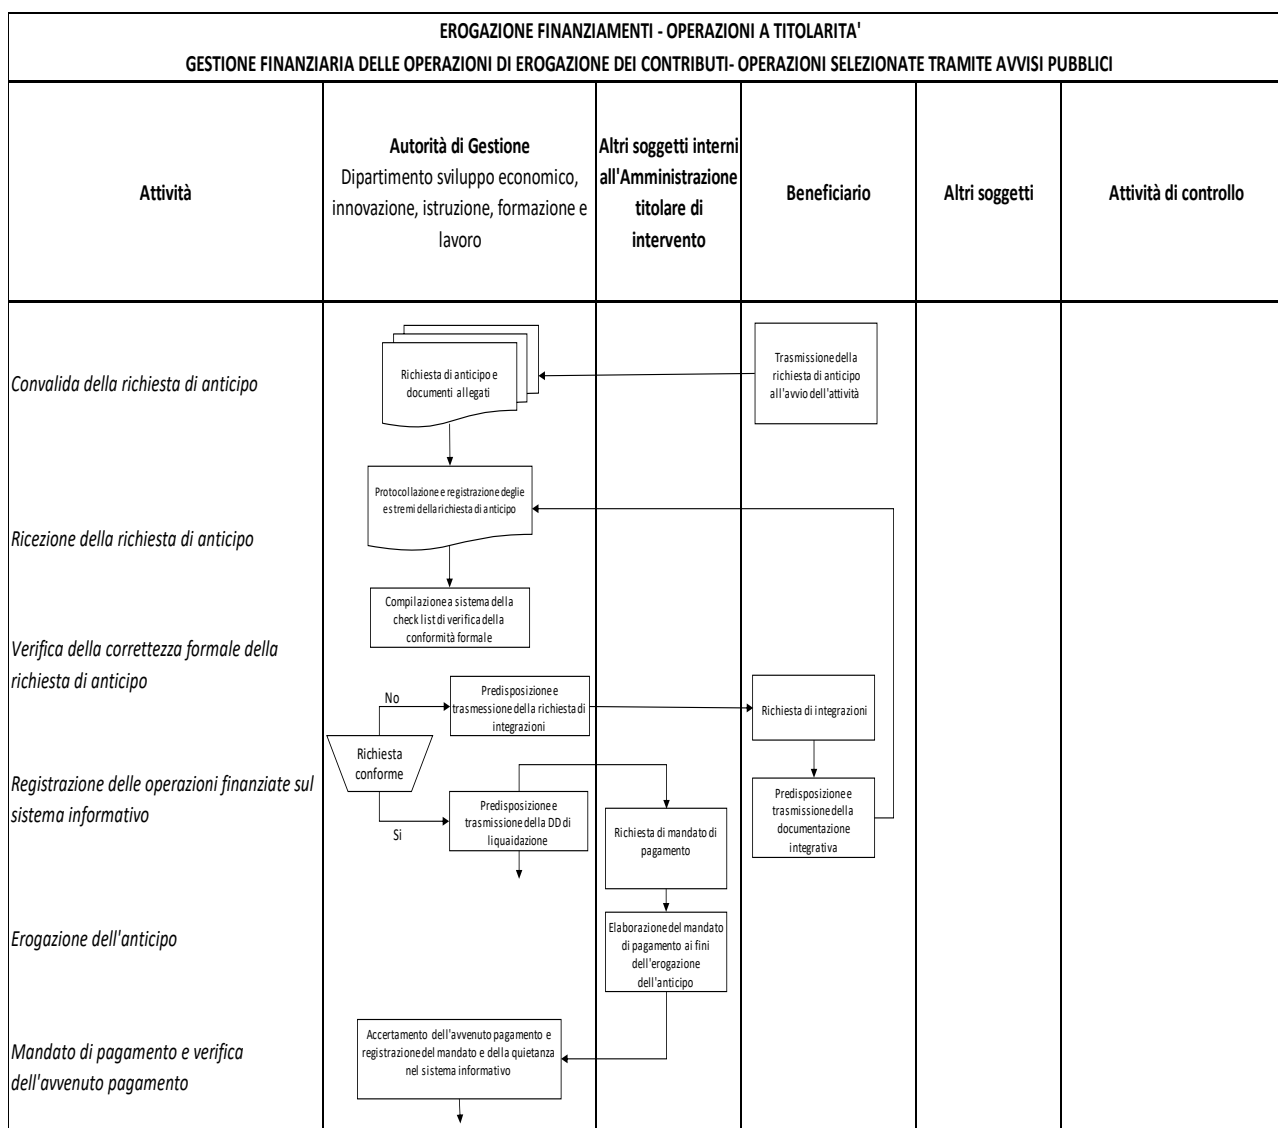 EROGAZIONE FINANZIAMENTI - OPERAZIONI A TITOLARITA'
GESTIONE FINANZIARIA DELLE OPERAZIONI DI EROGAZIONE DEI CONTRIBUTI- OPERAZIONI SELEZIONATE TRAMITE AVVISI PUBBLICI
Attività
Autorità di Gestione
Dipartimento sviluppo economico,
innovazione, istruzione, formazione e
lavoro
Altri soggetti interni
all'Amministrazione
titolare di
intervento
Beneficiario
Altri soggetti
Attività di controllo
Convalida della richiesta di anticipo
Richiesta di anticipo e
documenti allegati
Trasmissione della
richiesta di anticipo
all'avvio dell'attività
Ricezione della richiesta di anticipo
Protocollazione e registrazione deglie
estremi della richiesta di anticipo
Compilazione a sistema della
check list di verifica della
conformità formale
Verifica della correttezza formale della
richiesta di anticipo
No
Predisposizione e
trasmessione della richiesta di
integrazioni
Richiesta di integrazioni
Richiesta
conforme
Registrazione delle operazioni finanziate sul
sistema informativo
Si
Predisposizione e
trasmissione della DD di
liquaidazione
Richiesta di mandato di
pagamento
Predisposizione e
trasmissione della
documentazione
integrativa
Erogazione dell'anticipo
Elaborazione del mandato
di pagamento ai fini
dell'erogazione
dell'anticipo
Mandato di pagamento e verifica
dell'avvenuto pagamento
Accertamento dell'avvenuto pagamento e
registrazione del mandato e della quietanza
nel sistema informativo